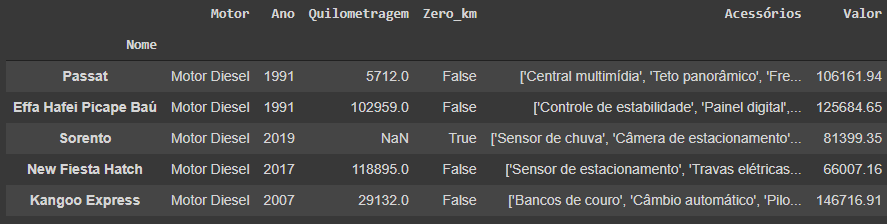 Motor Ano Quilometragem Zero_km Acessórios Valor
Nome
Passat Motor Diesel 1991 5712.0 False ['Central multimídia', 'Teto panorâmico', 'Fre... 106161.94
Effa Hafei Picape Baú Motor Diesel 1991 102959.0 False ['Controle de estabilidade', 'Painel digital',... 125684.65
Sorento Motor Diesel 2019 NaN True ['Sensor de chuva', 'Câmera de estacionamento'... 81399.35
New Fiesta Hatch Motor Diesel 2017 118895.0 False ['Sensor de estacionamento', 'Travas elétricas... 66007.16
Kangoo Express Motor Diesel 2007 29132.0 False ['Bancos de couro', 'Câmbio automático', 'Pilo... 146716.91